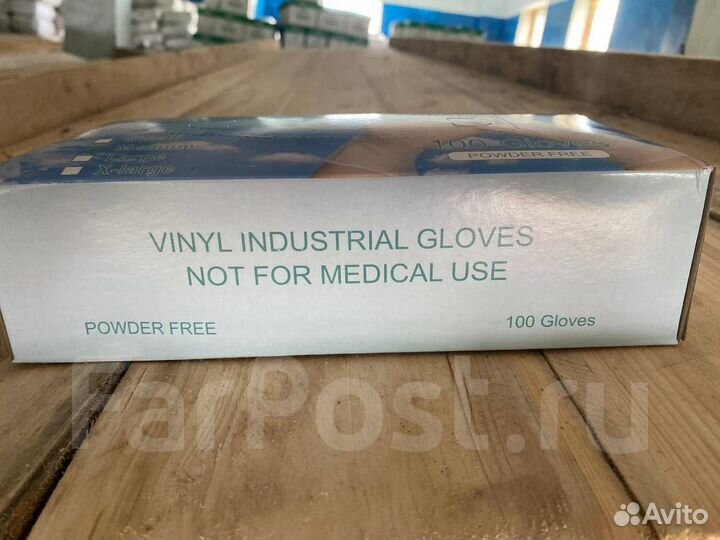 Medium
Large
X-large
100 Gloves
POWDER FREE
VINYL INDUSTRIAL GLOVES
NOT FOR MEDICAL USE
POWDER FREE
100 Gloves
FarPost.ru
Avito